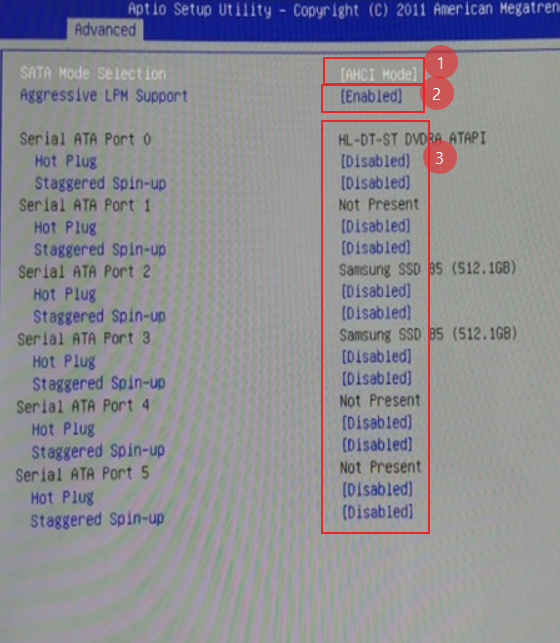 Aptio Setup Utility - Copyright (C) 2011 American Megatren
Advanced
SATA Mode Selection [AHCI Mode] 1
Aggressive LPM Support [Enabled] 2
Serial ATA Port 0 HL-DT-ST DVDRA ATAPI
Hot Plug [Disabled] 3
Staggered Spin-up [Disabled]
Serial ATA Port 1 Not Present
Hot Plug [Disabled]
Staggered Spin-up [Disabled]
Serial ATA Port 2 Samsung SSD 85 (512.1GB)
Hot Plug [Disabled]
Staggered Spin-up [Disabled]
Serial ATA Port 3 Samsung SSD 85 (512.1GB)
Hot Plug [Disabled]
Staggered Spin-up [Disabled]
Serial ATA Port 4 Not Present
Hot Plug [Disabled]
Staggered Spin-up [Disabled]
Serial ATA Port 5 Not Present
Hot Plug [Disabled]
Staggered Spin-up [Disabled]